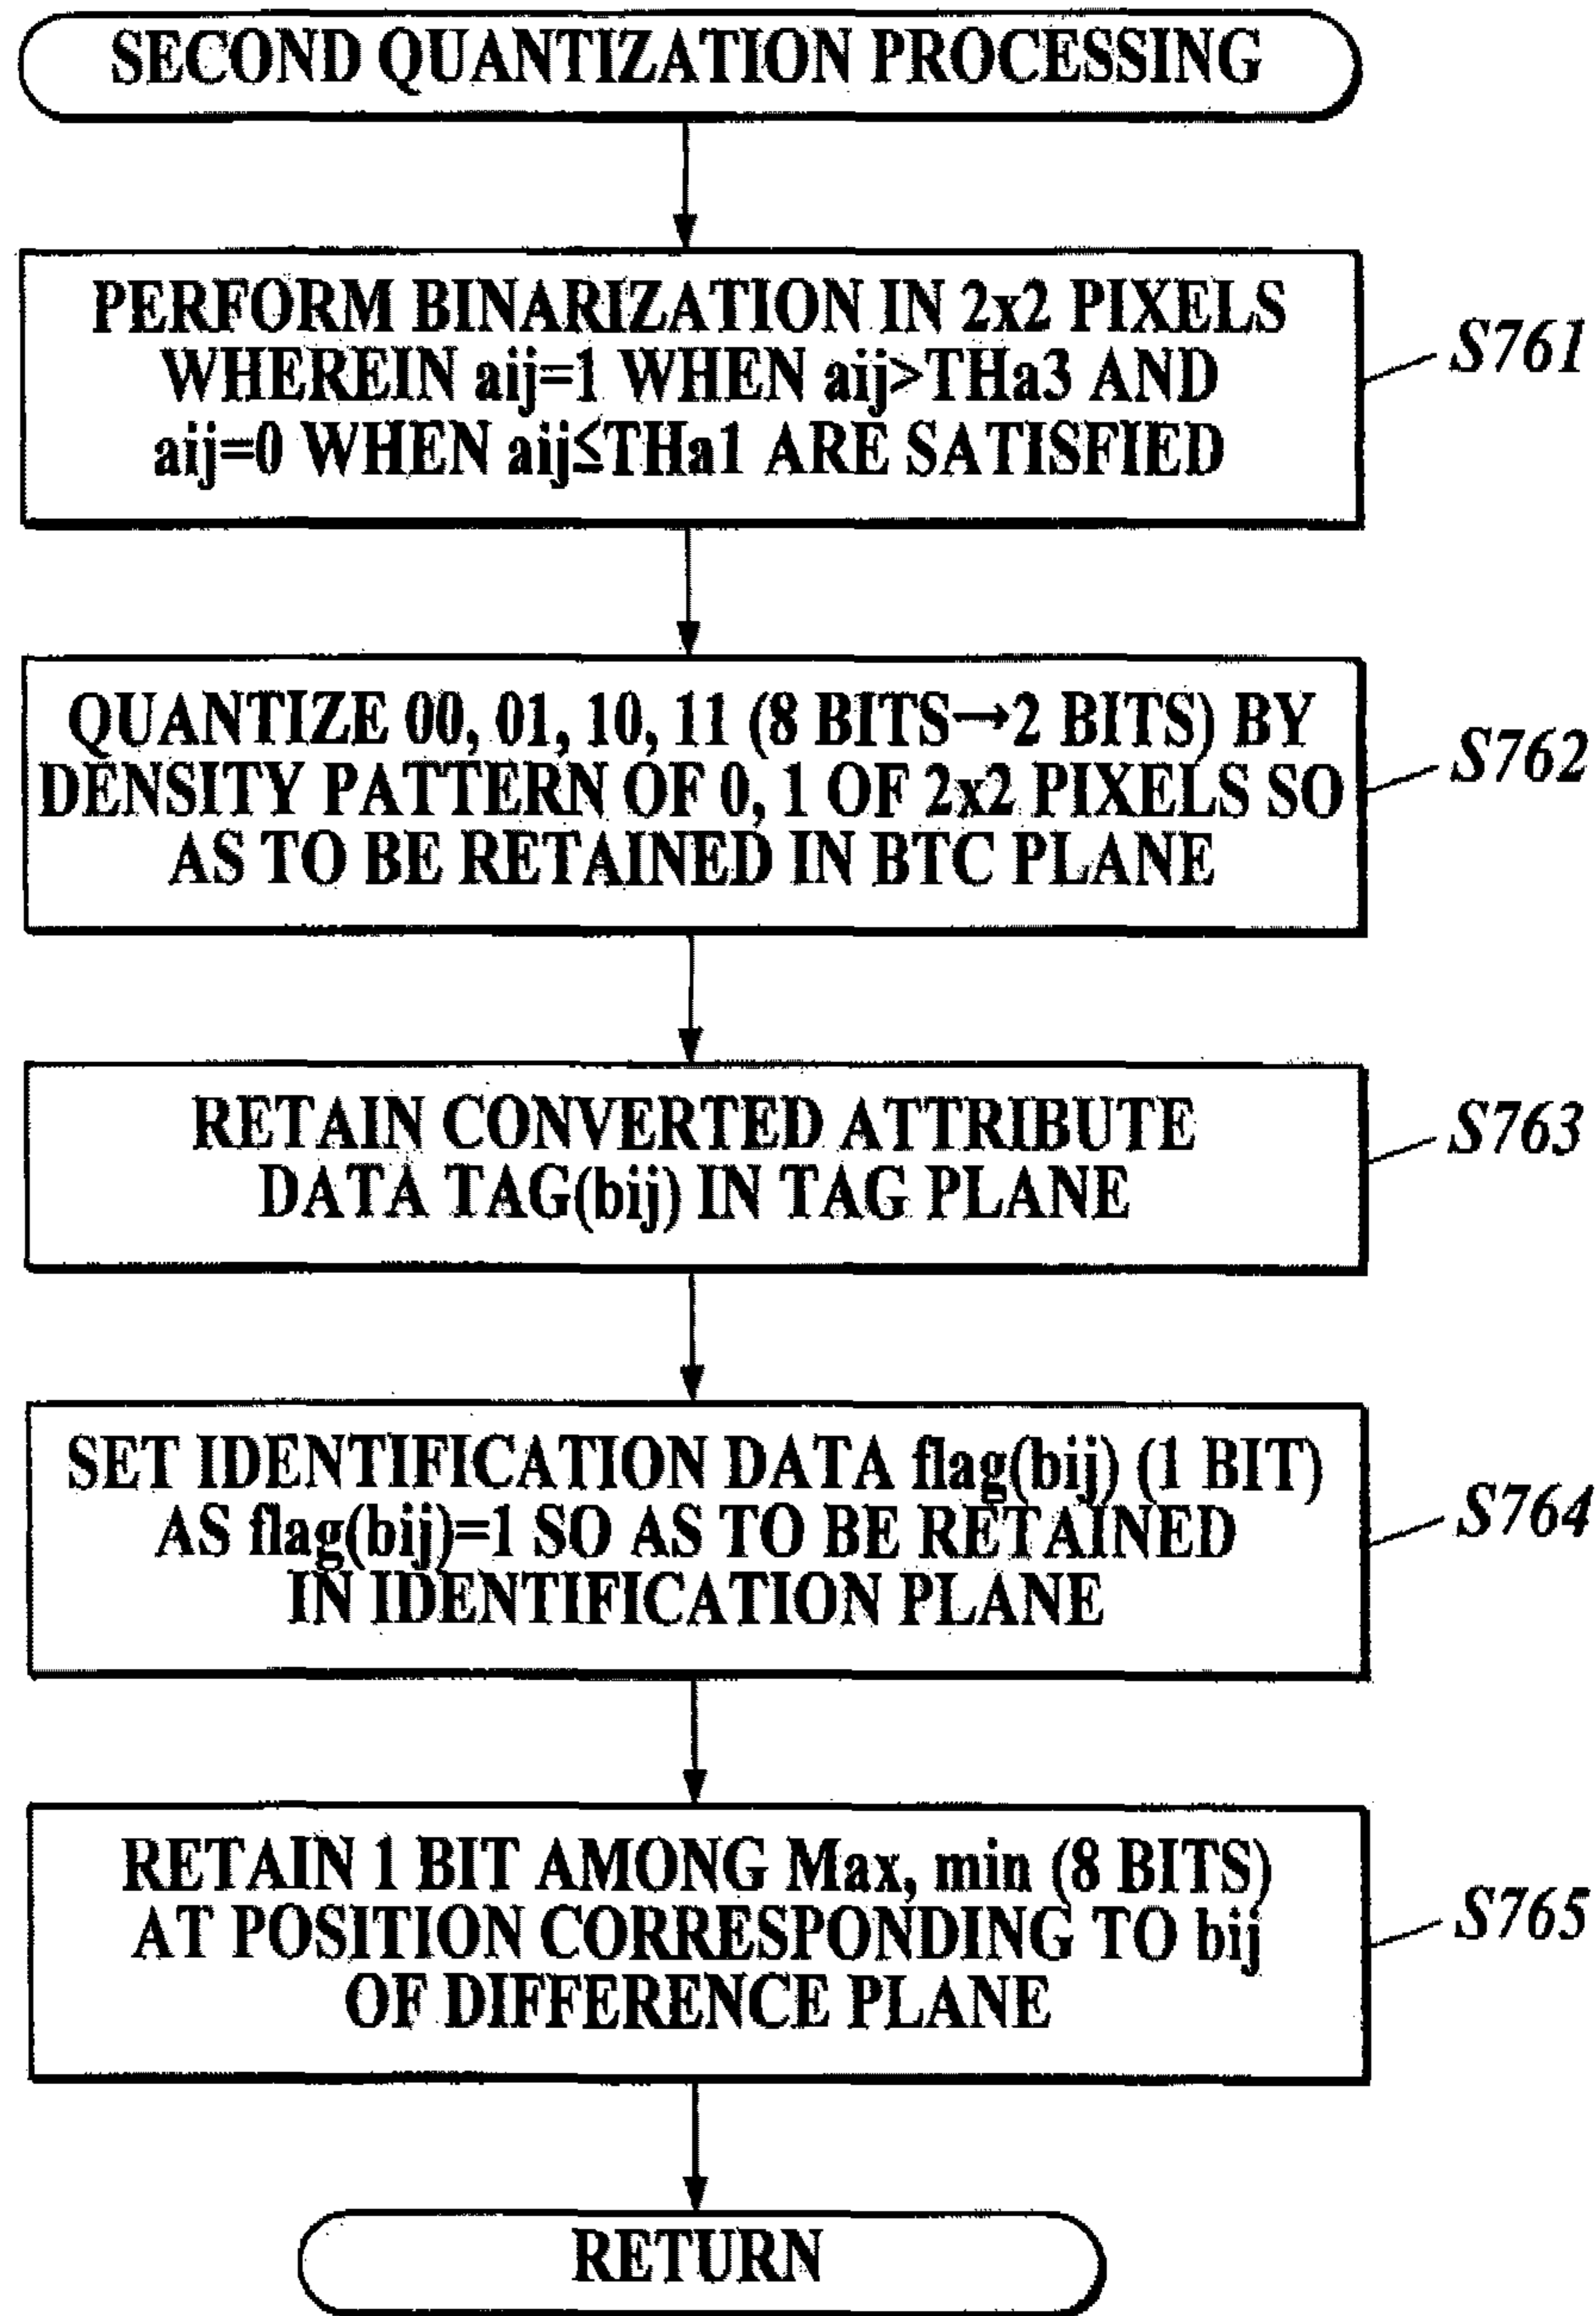 SECOND QUANTIZATION PROCESSING
PERFORM BINARIZATION IN 2x2 PIXELS
WHEREIN aij=1 WHEN aij>THa3 AND
aij=0 WHEN aij≦THa1 ARE SATISFIED
S761
QUANTIZE 00, 01, 10, 11 (8 BITS→2 BITS) BY
DENSITY PATTERN OF 0, 1 OF 2x2 PIXELS SO
AS TO BE RETAINED IN BTC PLANE
S762
RETAIN CONVERTED ATTRIBUTE
DATA TAG(bij) IN TAG PLANE
S763
SET IDENTIFICATION DATA flag(bij) (1 BIT)
AS flag(bij)=1 SO AS TO BE RETAINED
IN IDENTIFICATION PLANE
S764
RETAIN 1 BIT AMONG Max, min (8 BITS)
AT POSITION CORRESPONDING TO bij
OF DIFFERENCE PLANE
S765
RETURN